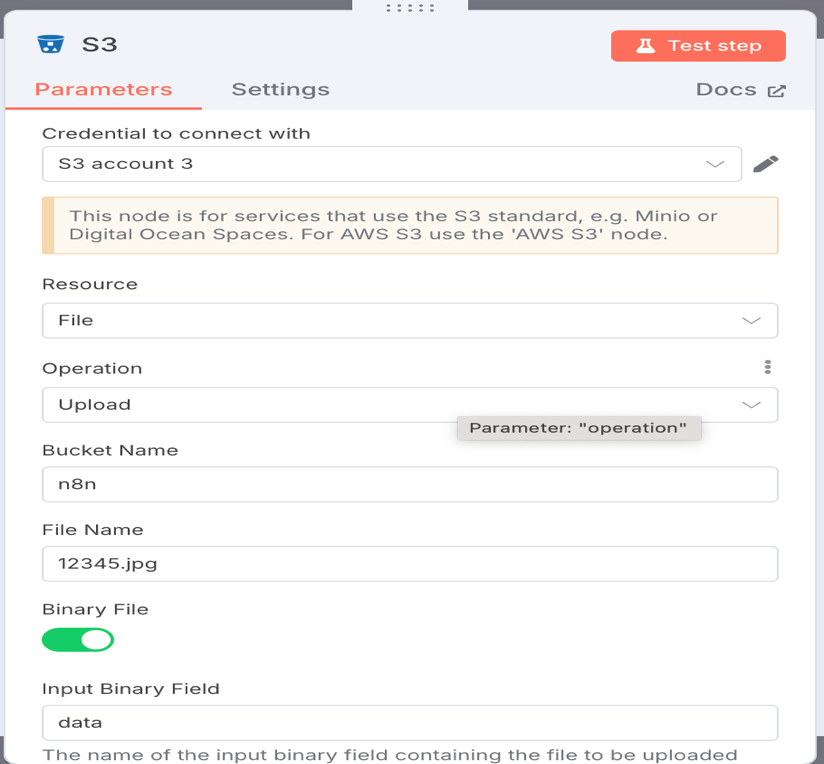 S3
Test step
Parameters
Settings
Docs
Credential to connect with
S3 account 3
This node is for services that use the S3 standard, e.g. Minio or
Digital Ocean Spaces. For AWS S3 use the 'AWS S3' node.
Resource
File
Operation
Upload
Parameter: "operation"
Bucket Name
n8n
File Name
12345.jpg
Binary File
Input Binary Field
data
The name of the input binary field containing the file to be uploaded